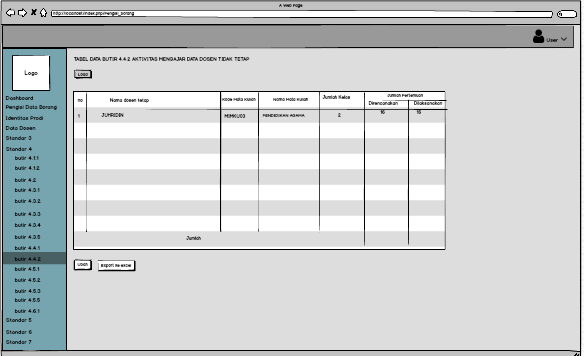 A Web Page
http://localhost/index.php/Pengisi_borang
User
Logo
Dashboard
Pengisi Data Borang
Identitas Prodi
Data Dosen
Standar 3
Standar 4
butir 4.1.1
butir 4.1.2
butir 4.2
butir 4.3.1
butir 4.3.2
butir 4.3.3
butir 4.3.4
butir 4.3.5
butir 4.4.1
butir 4.4.2
butir 4.5.1
butir 4.5.2
butir 4.5.3
butir 4.5.5
butir 4.6.1
Standar 5
Standar 6
Standar 7
TABEL DATA BUTIR 4.4.2 AKTIVITAS MENGAJAR DATA DOSEN TIDAK TETAP
no Nama dosen tetap Kode Mata Kuliah Nama Mata Kuliah Jumlah Kelas Jumlah Pertemuan
Direncanakan Dilaksanakan
1 JUHRIDIN MIMKU03 PENDIDIKAN AGAMA 2 16 16
Jumlah
Ubah Export ke excel